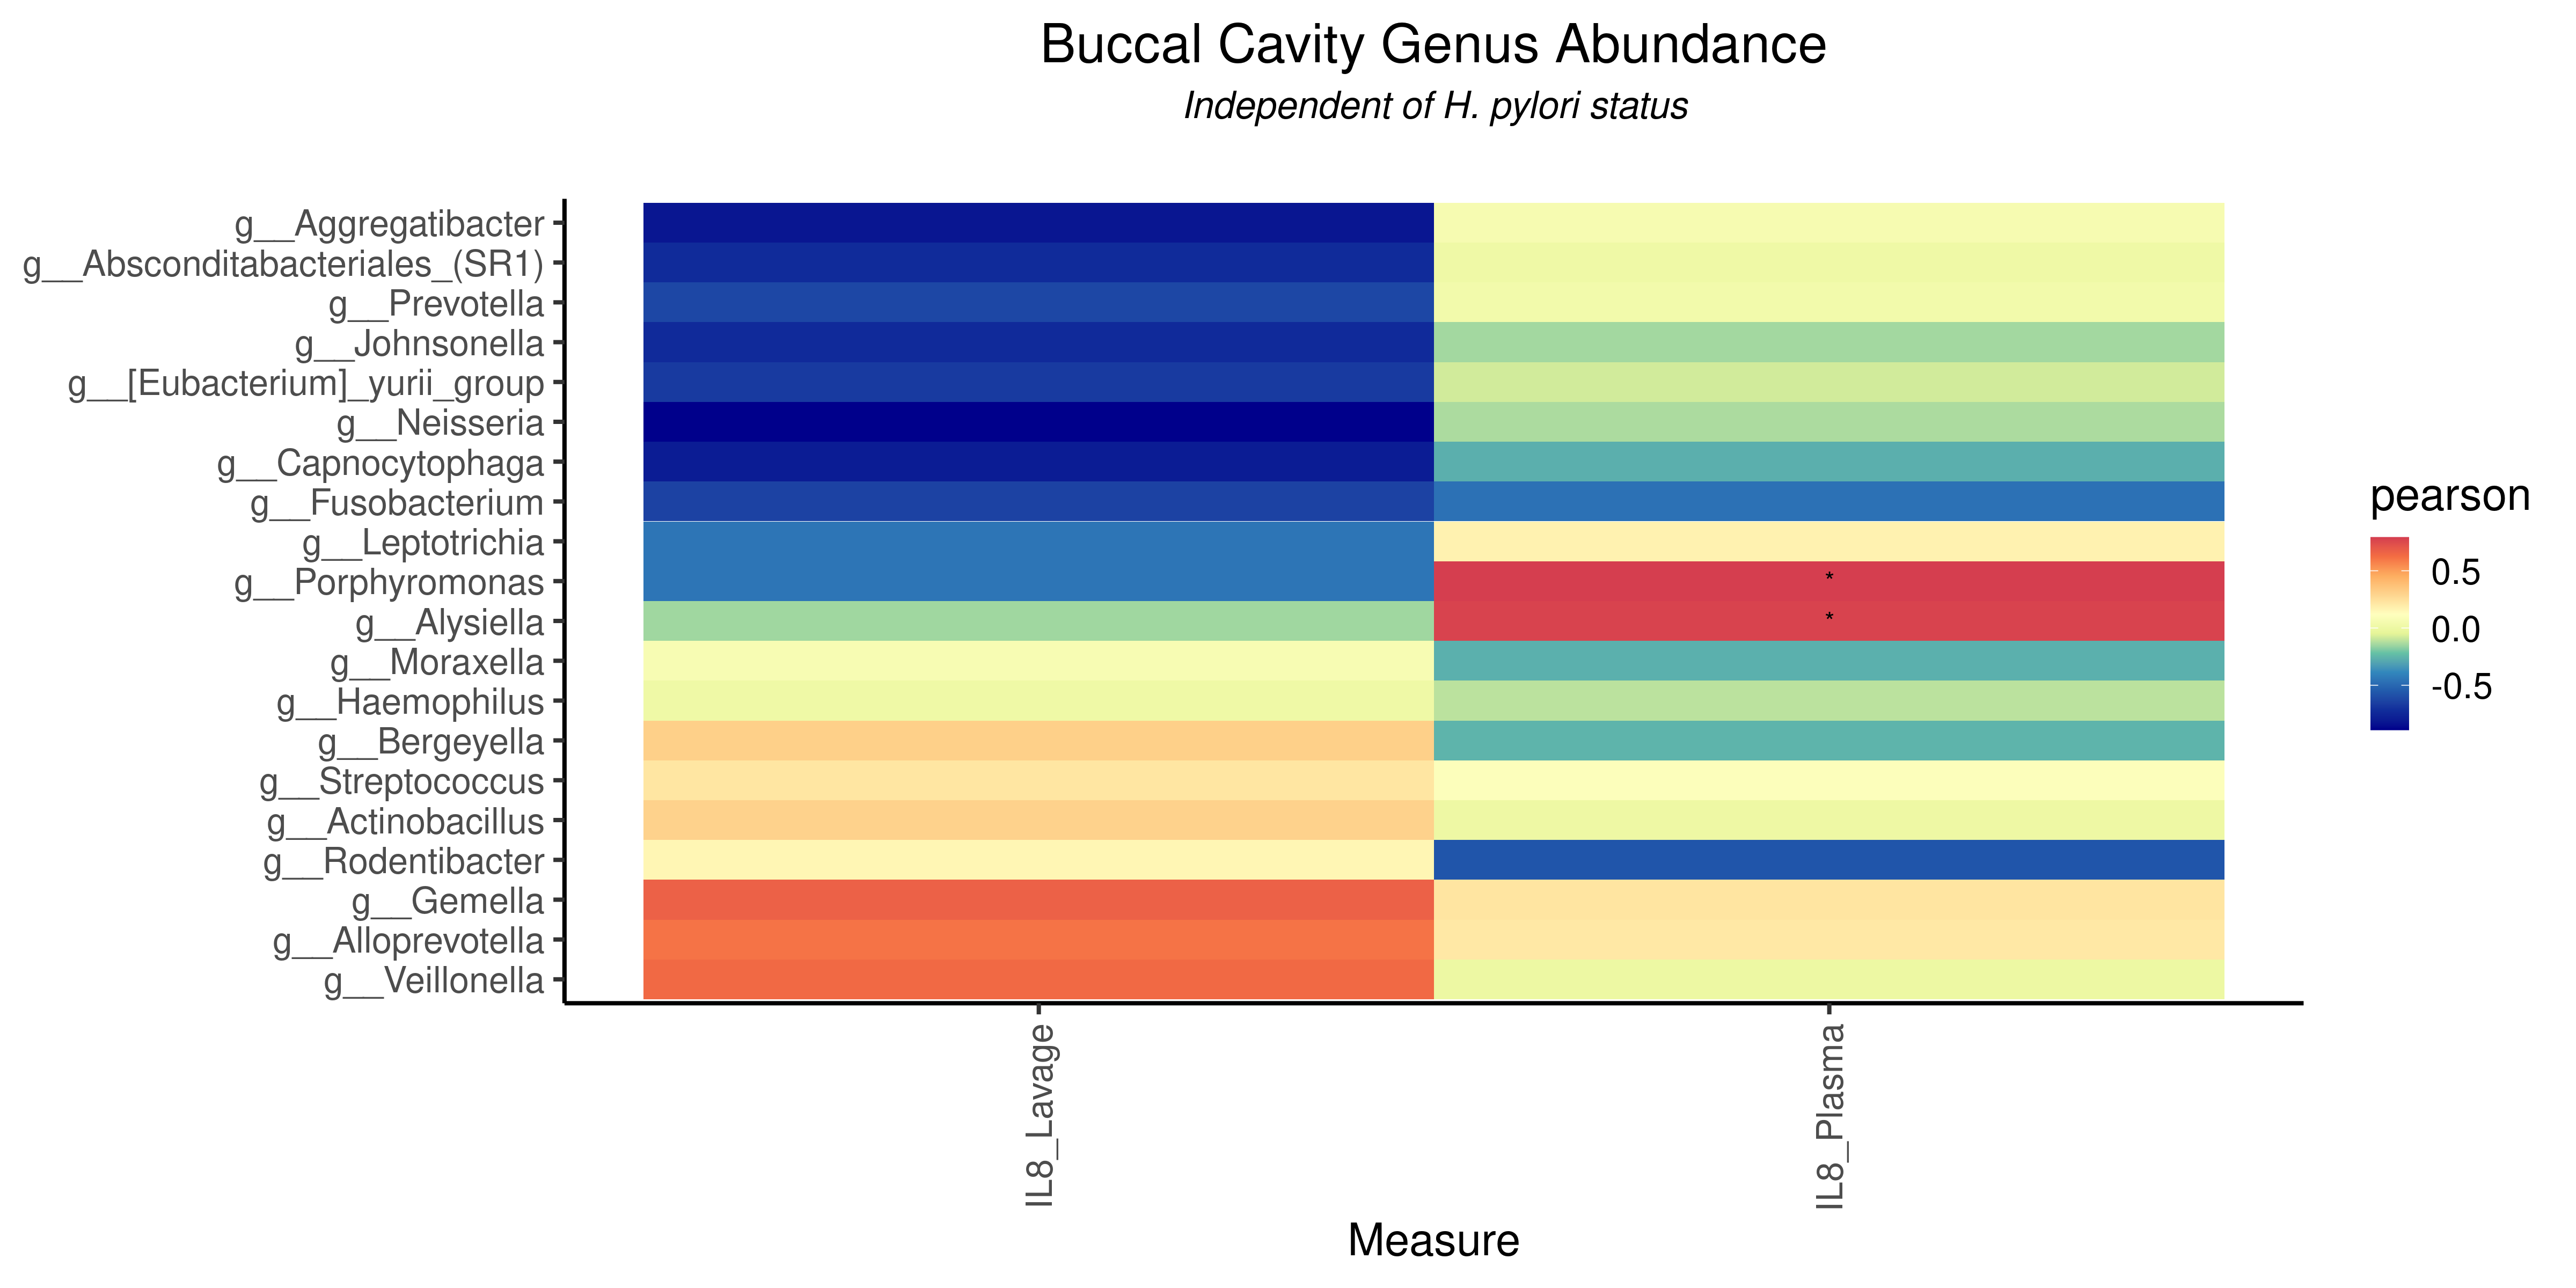 Buccal Cavity Genus Abundance
Independent of H. pylori status
g__Aggregatibacter
g__Absconditabacteriales_(SR1)
g__Prevotella
g__Johnsonella
g__[Eubacterium]_yurii_group
g__Neisseria
g__Capnocytophaga
g__Fusobacterium
g__Leptotrichia
g__Porphyromonas
*
g__Alysiella
*
g__Moraxella
g__Haemophilus
g__Bergeyella
g__Streptococcus
g__Actinobacillus
g__Rodentibacter
g__Gemella
g__Alloprevotella
g__Veillonella
IL8_Lavage
IL8_Plasma
Measure
pearson
0.5
0.0
-0.5